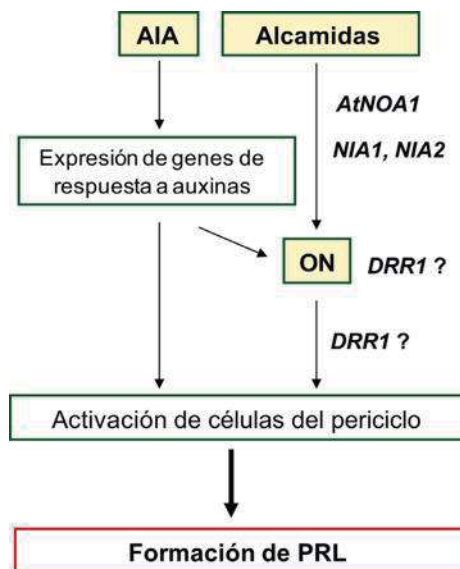 AIA
Alcamidas
AtNOA1
NIA1, NIA2
Expresión de genes de
respuesta a auxinas
ON
DRR1 ?
DRR1 ?
Activación de células del periciclo
Formación de PRL